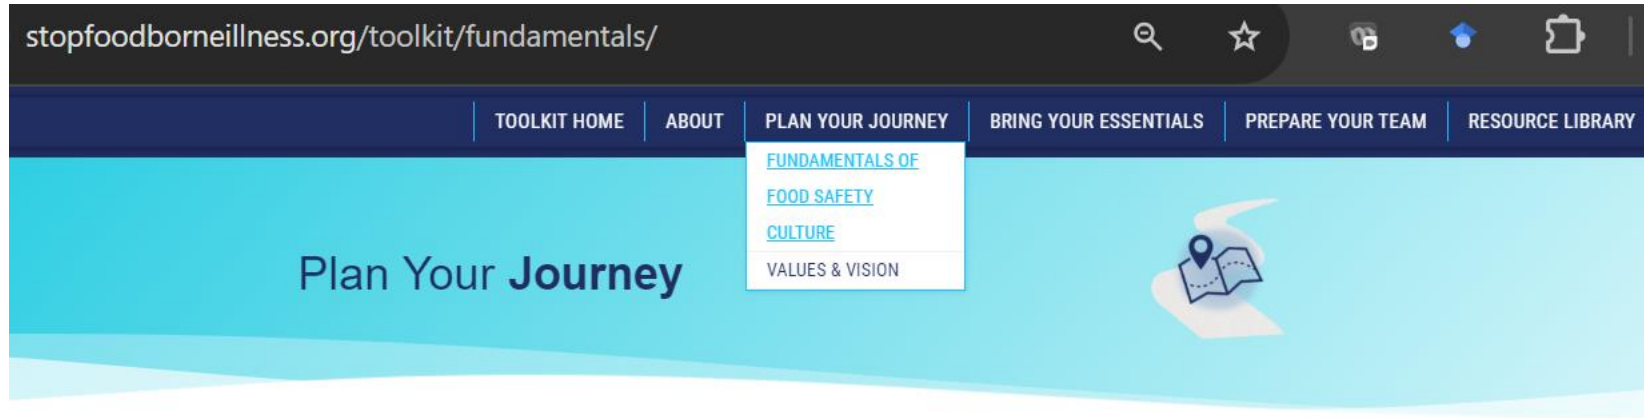 stopfoodborneillness.org/toolkit/fundamentals/
TOOLKIT HOME ABOUT PLAN YOUR JOURNEY BRING YOUR ESSENTIALS PREPARE YOUR TEAM RESOURCE LIBRARY
FUNDAMENTALS OF
FOOD SAFETY
CULTURE
VALUES & VISION
Plan Your Journey